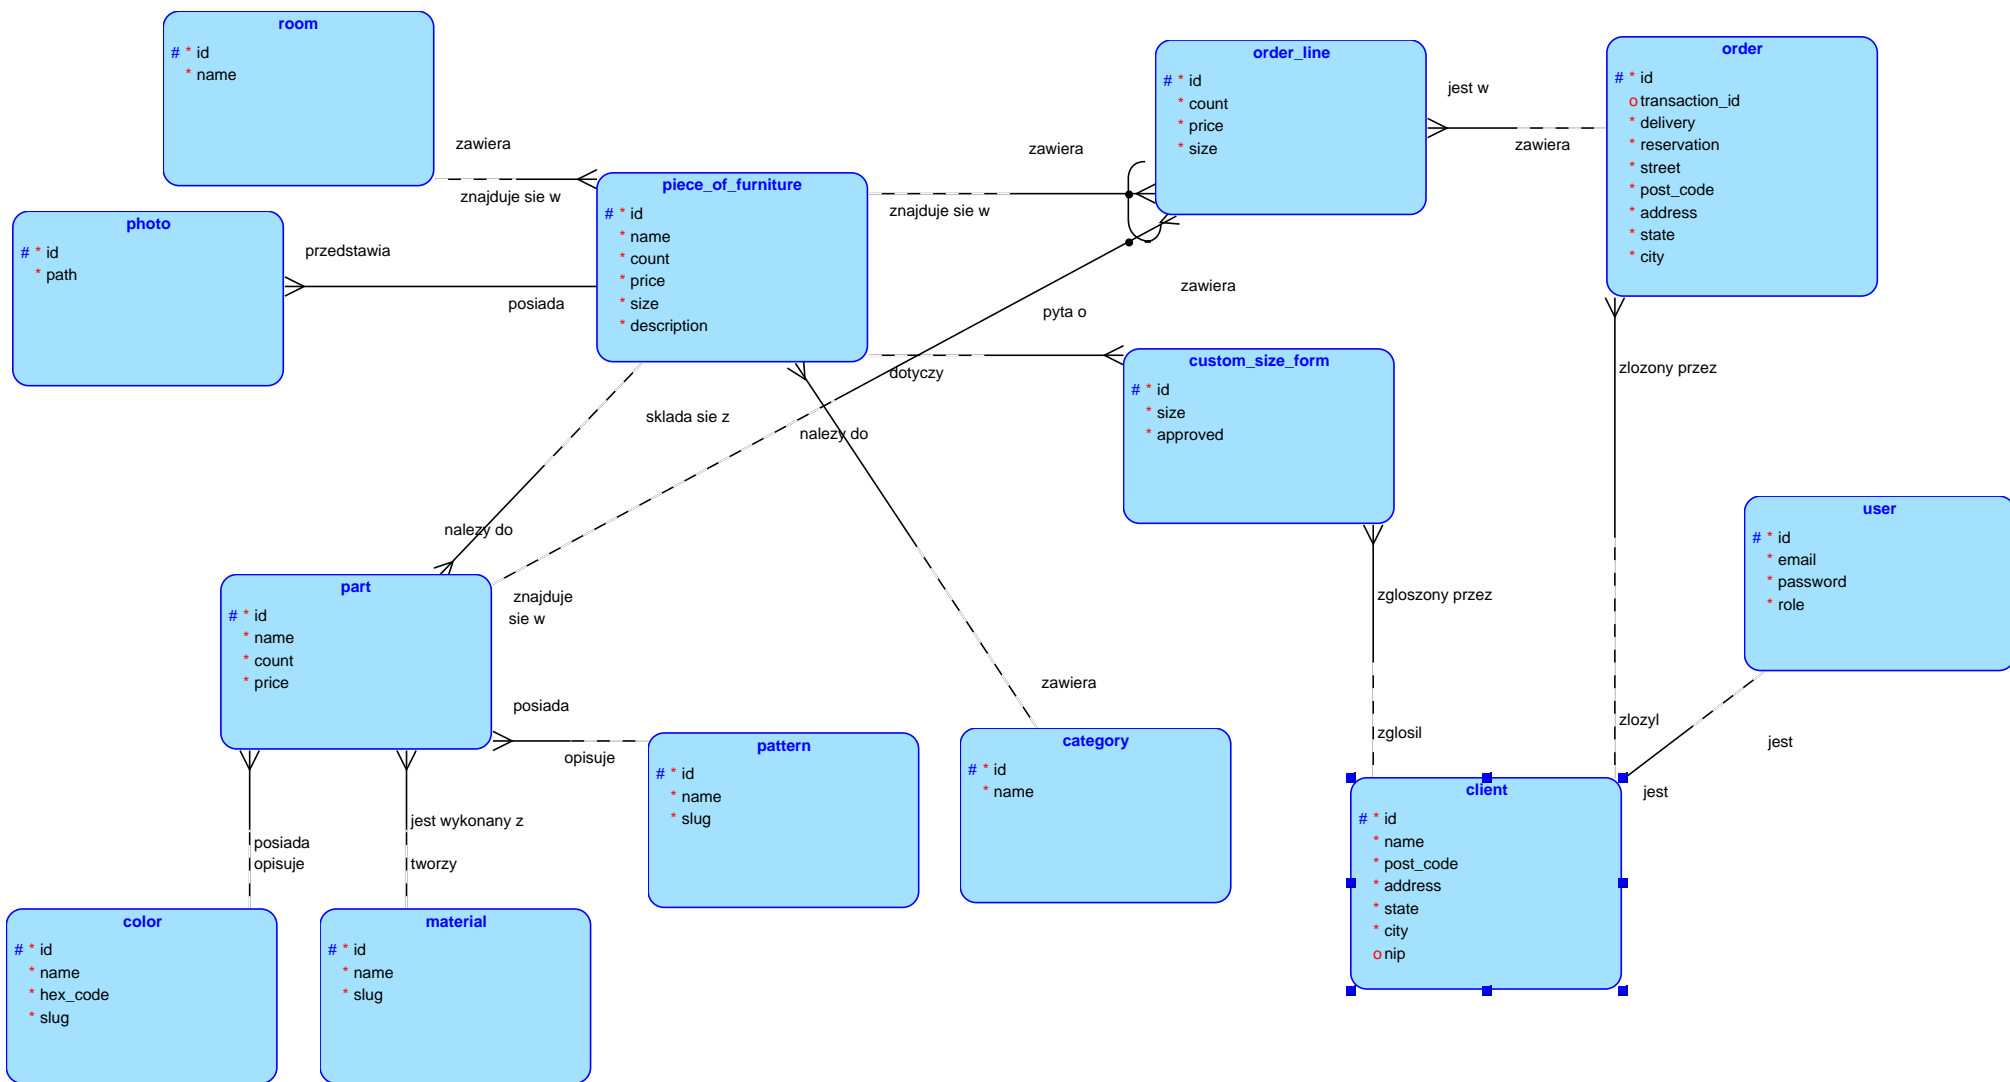 room
# * id
* name
zawiera
znajduje sie w
photo
# * id
* path
przedstawia
posiada
piece_of_furniture
# * id
* name
* count
* price
* size
* description
zawiera
znajduje sie w
order_line
# * id
* count
* price
* size
jest w
zawiera
order
# * id
o transaction_id
* delivery
* reservation
* street
* post_code
* address
* state
* city
zawiera
pyta o
dotyczy
custom_size_form
# * id
* size
* approved
zlozony przez
sklada sie z
nalezy do
nalezy do
user
# * id
* email
* password
* role
part
# * id
* name
* count
* price
znajduje
sie w
zgloszony przez
zawiera
posiada
opisuje
zglosil
zlozyl
jest
jest
pattern
# * id
* name
* slug
category
# * id
* name
client
# * id
* name
* post_code
* address
* state
* city
o nip
posiada
opisuje
jest wykonany z
tworzy
color
# * id
* name
* hex_code
* slug
material
# * id
* name
* slug